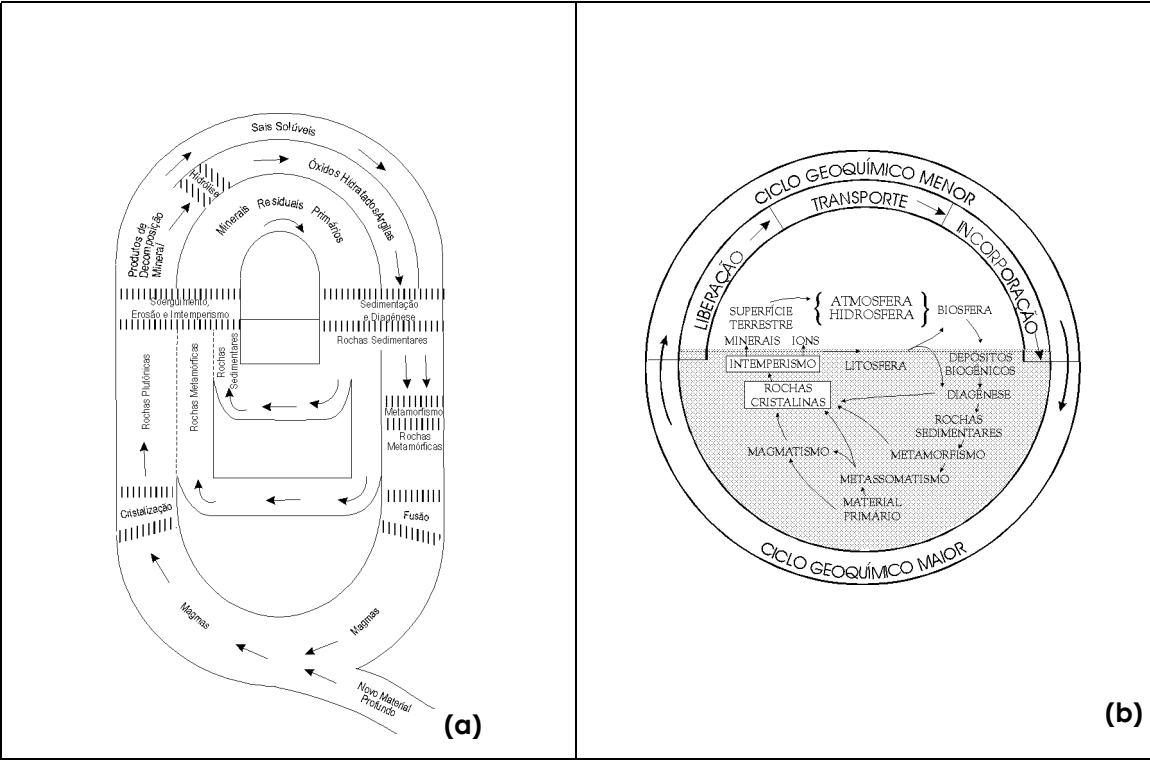 Sais Solúveis
Hidrólise
Óxidos Hidratados
Argilas
Minerais Residuais Primários
Produtos de
Decomposição
Mineral
Soerguimento,
Erosão e Imtemperismo
Sedimentação
e Diagênese
Rochas Sedimentares
Rochas Plutônicas
Rochas Metamórficas
Rochas
Sedimentares
Metamorfismo
Rochas
Metamórficas
Cristalização
Fusão
Magmas
Magmas
Novo Material
Profundo
(a)
CICLO GEOQUÍMICO MENOR
TRANSPORTE
LIBERAÇÃO
INCORPORAÇÃO
SUPERFÍCIE
TERRESTRE
{ ATMOSFERA
HIDROSFERA }
BIOSFERA
MINERAIS IONS
INTEMPERISMO
LITOSFERA
DEPÓSITOS
BIOGÊNICOS
ROCHAS
CRISTALINAS
DIAGÊNESE
ROCHAS
SEDIMENTARES
MAGMATISMO
METAMORFISMO
METASSOMATISMO
MATERIAL
PRIMÁRIO
CICLO GEOQUÍMICO MAIOR
(b)